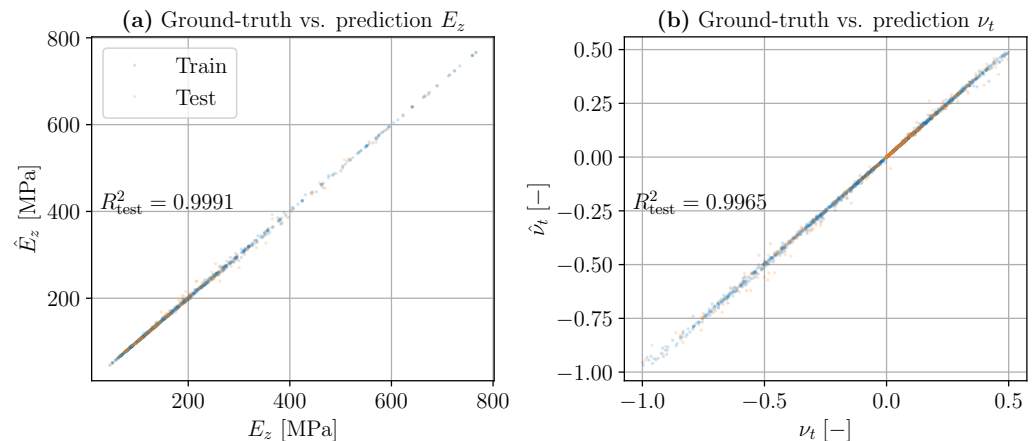 (a) Ground-truth vs. prediction E_z
800
600
400
200
Ê_z [MPa]
Train
Test
R²_test = 0.9991
200 400 600 800
E_z [MPa]
(b) Ground-truth vs. prediction ν_t
0.50
0.25
0.00
−0.25
−0.50
−0.75
−1.00
ν̂_t [−]
R²_test = 0.9965
−1.0 −0.5 0.0 0.5
ν_t [−]